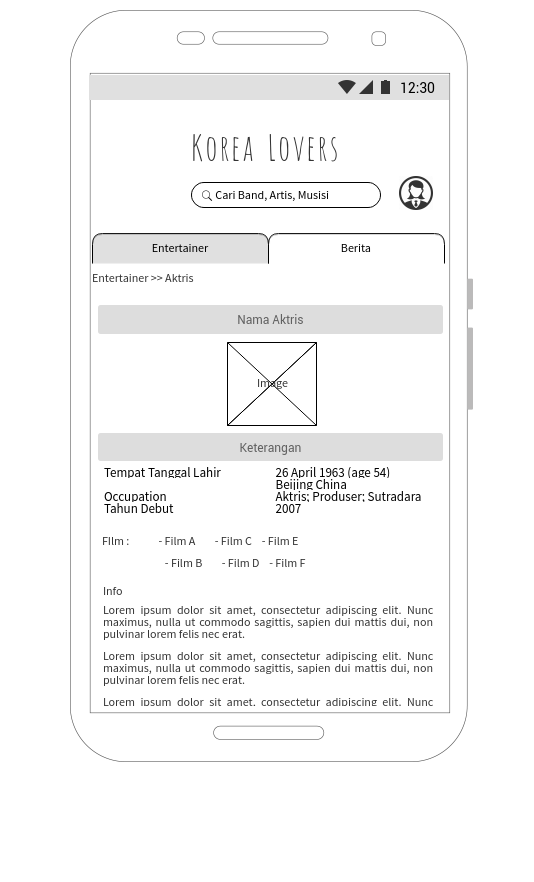 12:30
Korea Lovers
Cari Band, Artis, Musisi
Entertainer Berita
Entertainer >> Aktris
Nama Aktris
Image
Keterangan
Tempat Tanggal Lahir 26 April 1963 (age 54)
Beijing China
Occupation Aktris; Produser; Sutradara
Tahun Debut 2007
FIlm : - Film A - Film C - Film E
- Film B - Film D - Film F
Info
Lorem ipsum dolor sit amet, consectetur adipiscing elit. Nunc
maximus, nulla ut commodo sagittis, sapien dui mattis dui, non
pulvinar lorem felis nec erat.
Lorem ipsum dolor sit amet, consectetur adipiscing elit. Nunc
maximus, nulla ut commodo sagittis, sapien dui mattis dui, non
pulvinar lorem felis nec erat.
Lorem ipsum dolor sit amet, consectetur adipiscing elit. Nunc